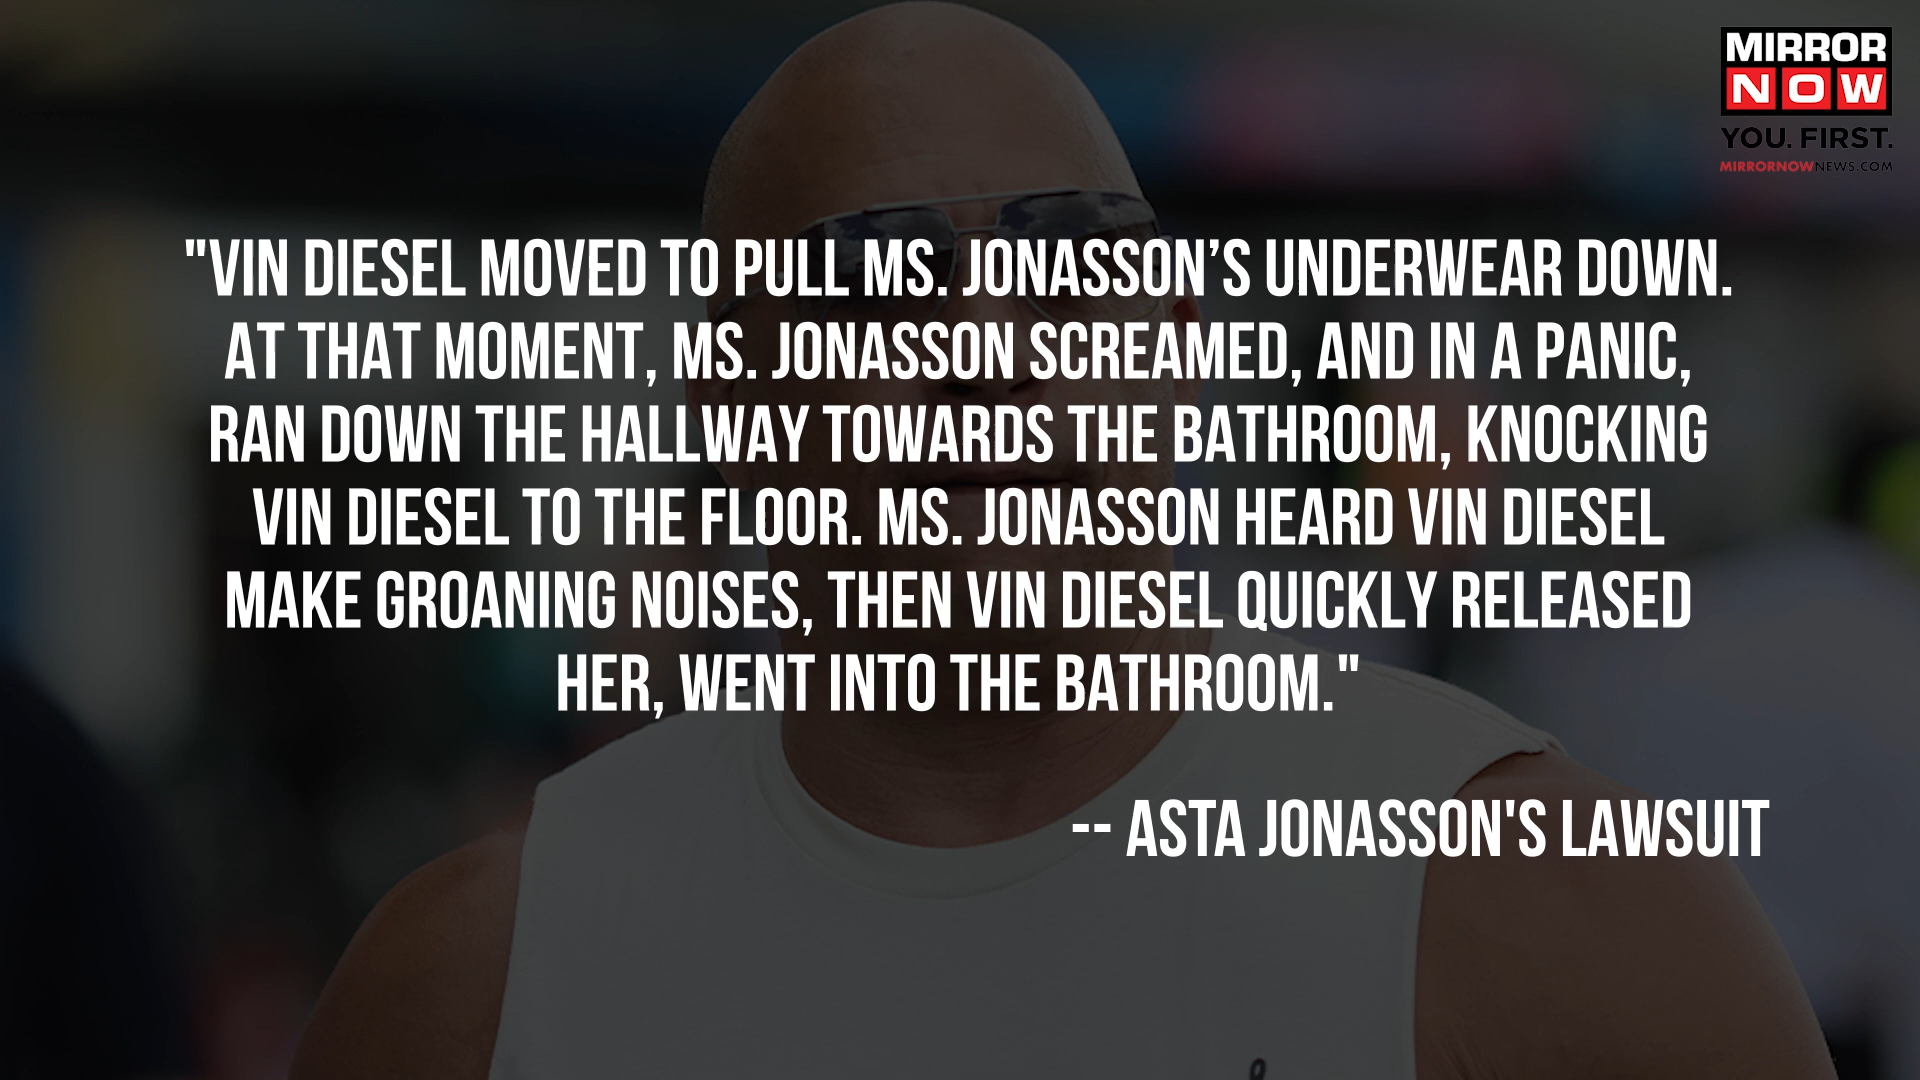 MIRROR
NOW
YOU. FIRST.
MIRRORNOWNEWS.COM
"VIN DIESEL MOVED TO PULL MS. JONASSON’S UNDERWEAR DOWN.
AT THAT MOMENT, MS. JONASSON SCREAMED, AND IN A PANIC,
RAN DOWN THE HALLWAY TOWARDS THE BATHROOM, KNOCKING
VIN DIESEL TO THE FLOOR. MS. JONASSON HEARD VIN DIESEL
MAKE GROANING NOISES, THEN VIN DIESEL QUICKLY RELEASED
HER, WENT INTO THE BATHROOM."
-- ASTA JONASSON'S LAWSUIT